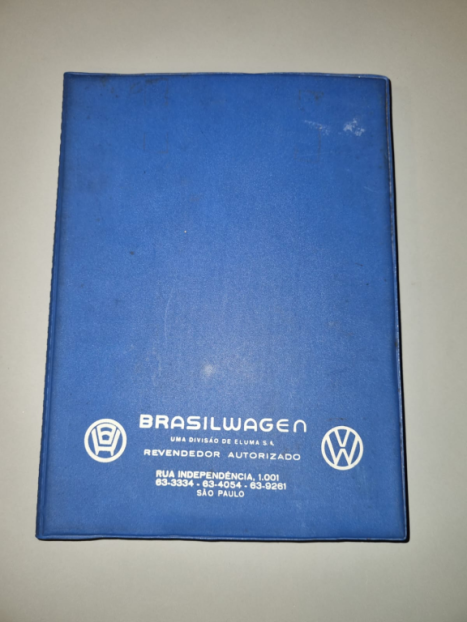 BRASILWAGEN
UMA DIVISÃO DE ELUMA S.A.
REVENDEDOR AUTORIZADO
RUA INDEPENDÊNCIA, 1.001
63-3334 - 63-4054 - 63-9261
SÃO PAULO